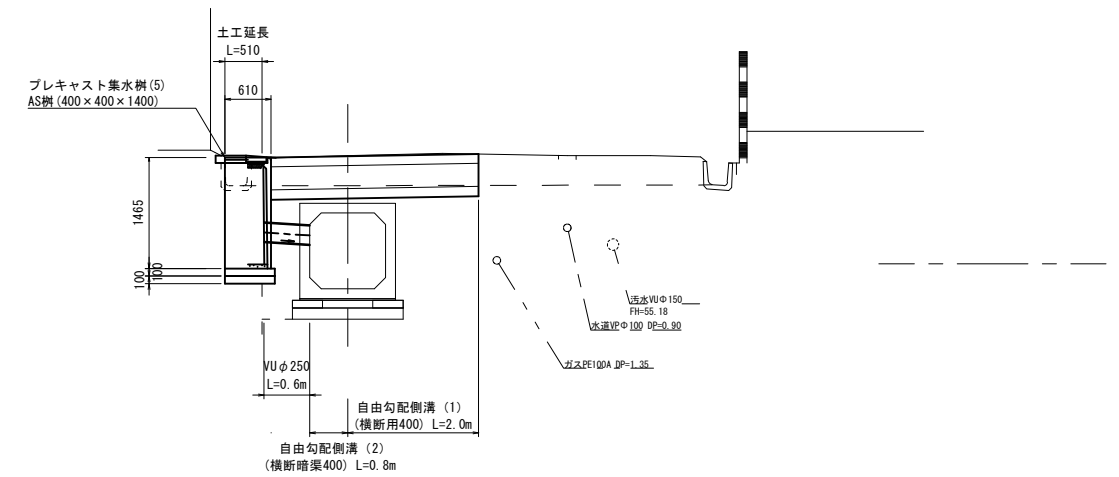 土工延長
L=510
プレキャスト集水桝(5)
AS桝(400×400×1400)
610
1465
100
100
汚水VUΦ150
FH=55.18
水道VPΦ100 DP=0.90
ガスPE100A DP=1.35
VUφ250
L=0.6m
自由勾配側溝 (1)
(横断用400) L=2.0m
自由勾配側溝 (2)
(横断暗渠400) L=0.8m